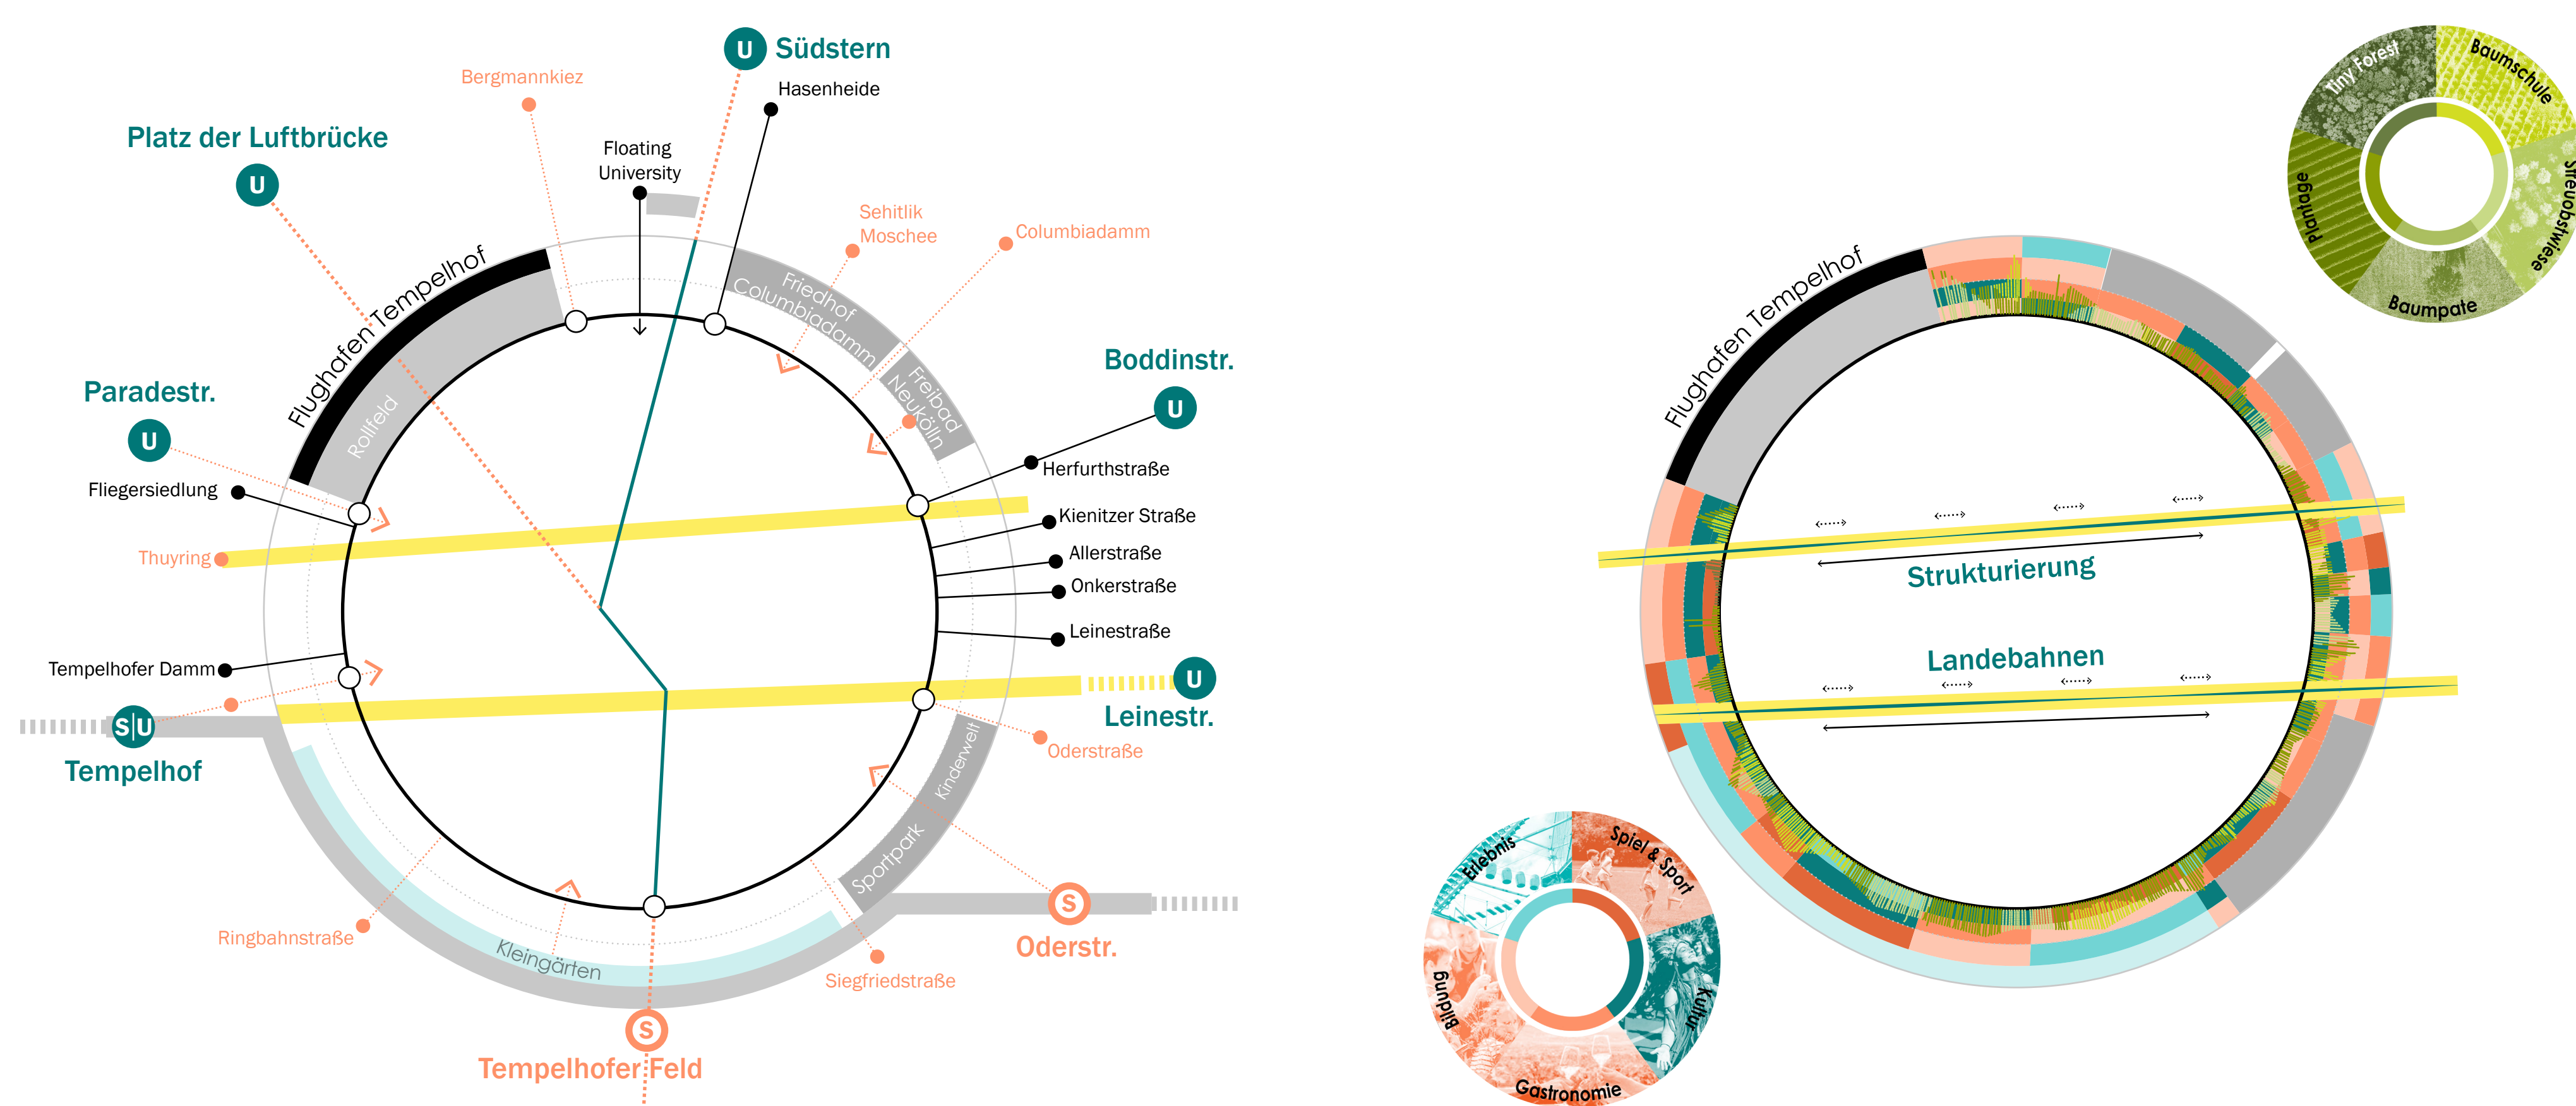 U Südstern
Hasenheide
Bergmannkiez
Platz der Luftbrücke
U
Floating
University
Sehitlik
Moschee
Columbiadamm
Flughafen Tempelhof
Rollfeld
Friedhof
Columbiadamm
Freibad
Neukölln
Boddinstr.
U
Paradestr.
U
Fliegersiedlung
Herfurthstraße
Kienitzer Straße
Allerstraße
Onkerstraße
Leinestraße
Thuyring
Tempelhofer Damm
U
Leinestr.
S|U
Tempelhof
Oderstraße
Kinderwelt
Sportpark
S
Oderstr.
Ringbahnstraße
Kleingärten
Siegfriedstraße
S
Tempelhofer Feld
Flughafen Tempelhof
Strukturierung
Landebahnen
Tiny Forest
Baumschule
Streuobstwiese
Baumpate
Plantage
Erlebnis
Spiel & Sport
Kultur
Gastronomie
Bildung